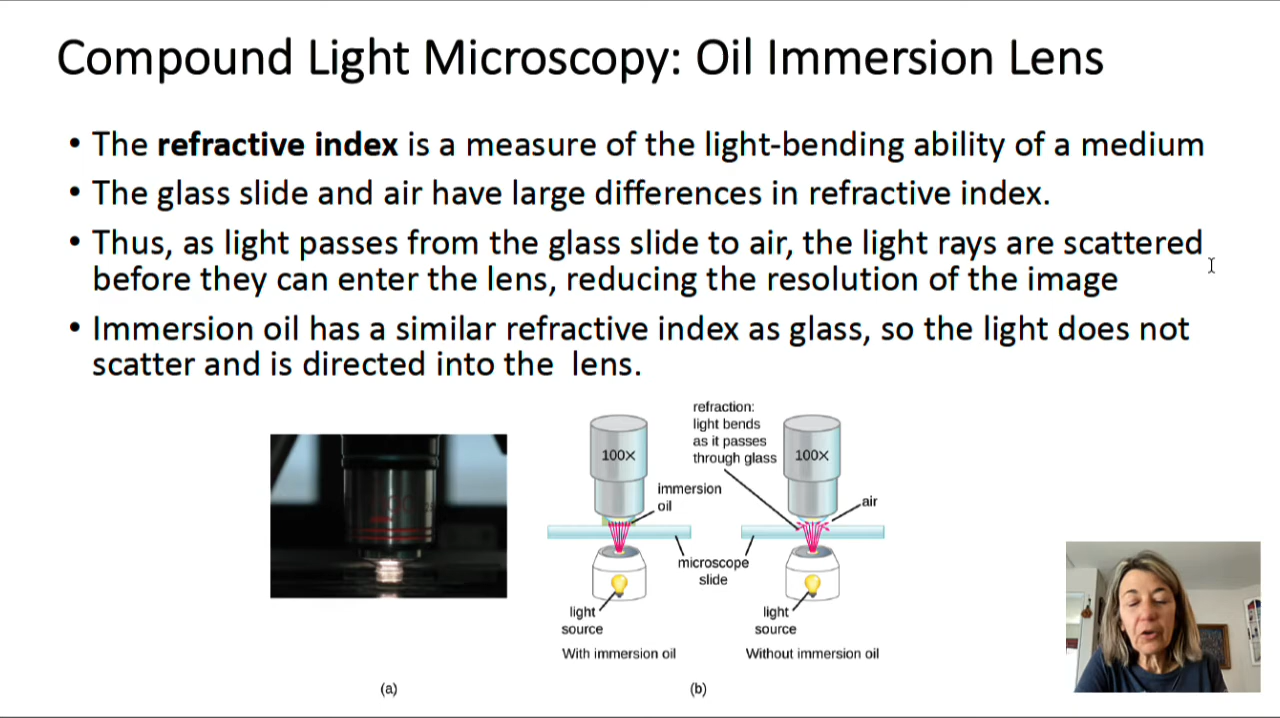 Compound Light Microscopy: Oil Immersion Lens
• The refractive index is a measure of the light-bending ability of a medium
• The glass slide and air have large differences in refractive index.
• Thus, as light passes from the glass slide to air, the light rays are scattered
before they can enter the lens, reducing the resolution of the image
• Immersion oil has a similar refractive index as glass, so the light does not
scatter and is directed into the  lens.
refraction:
light bends
as it passes
through glass
100X
100X
immersion
oil
air
microscope
slide
light
source
light
source
With immersion oil
Without immersion oil
(a)
(b)